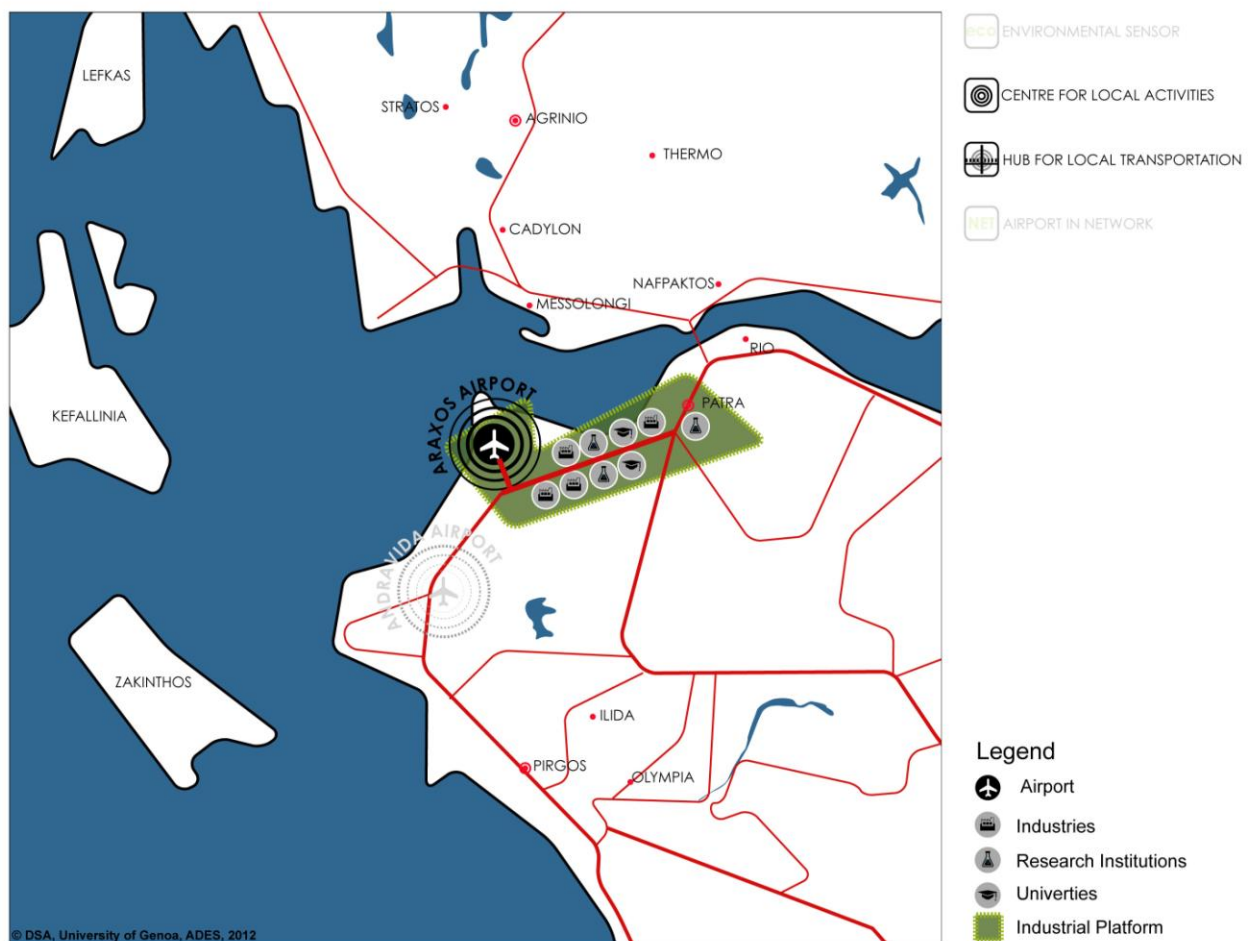 LEFKAS
STRATOS
AGRINIO
THERMO
CADYLON
NAFPAKTOS
MESSOLONGI
RIO
KEFALLINIA
ARAXOS AIRPORT
PATRA
ANDRAVIDA AIRPORT
ZAKINTHOS
ILIDA
PIRGOS
OLYMPIA
© DSA, University of Genoa, ADES, 2012
eco ENVIRONMENTAL SENSOR
CENTRE FOR LOCAL ACTIVITIES
HUB FOR LOCAL TRANSPORTATION
NET AIRPORT IN NETWORK
Legend
Airport
Industries
Research Institutions
Univerties
Industrial Platform